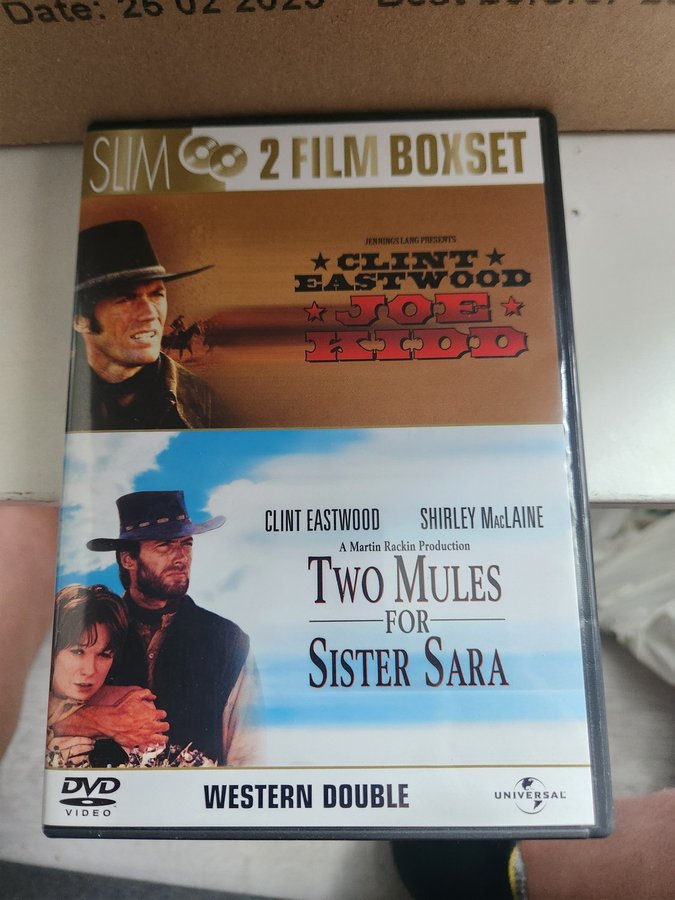 Date: 26 02 2025
SLIM 2 FILM BOXSET
JENNINGS LANG PRESENTS
CLINT
EASTWOOD
JOE
KIDD
CLINT EASTWOOD SHIRLEY MACLAINE
A Martin Rackin Production
TWO MULES
FOR
SISTER SARA
DVD
VIDEO
WESTERN DOUBLE
UNIVERSAL